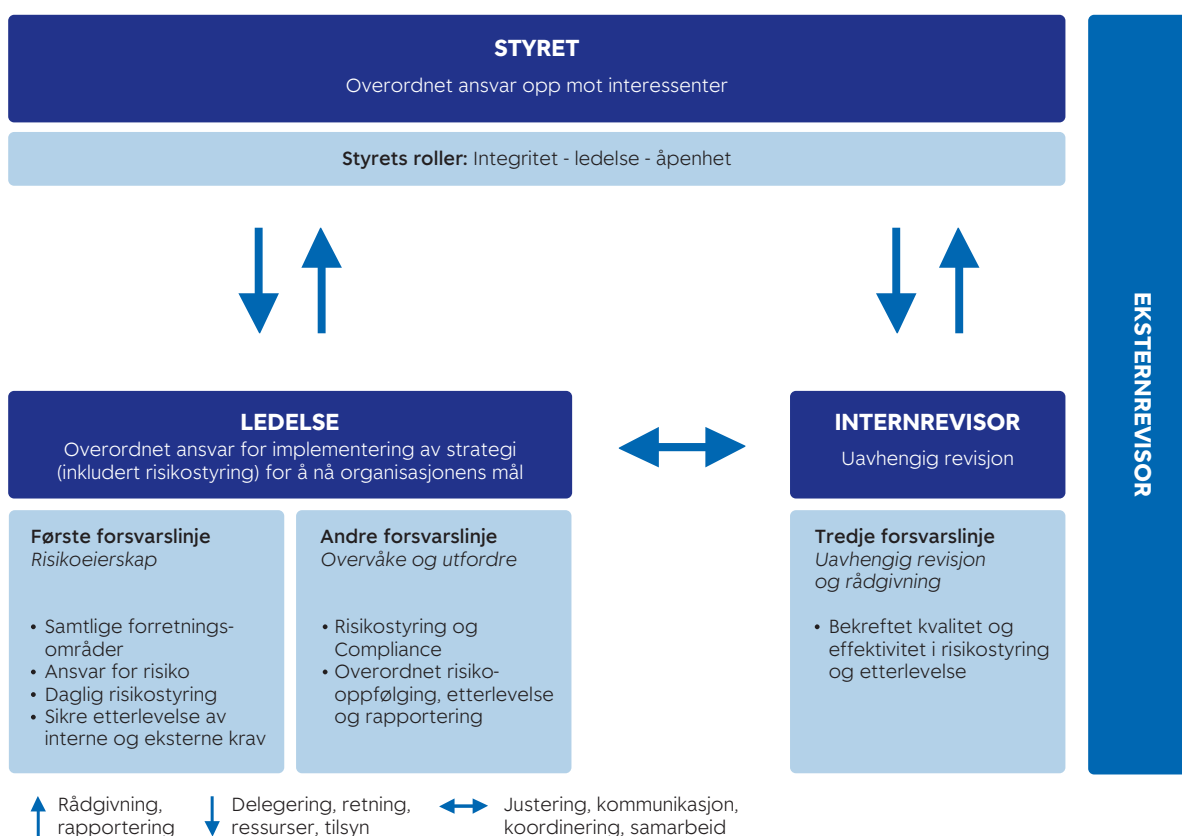 STYRET
Overordnet ansvar opp mot interessenter
Styrets roller: Integritet - ledelse - åpenhet
LEDELSE
Overordnet ansvar for implementering av strategi
(inkludert risikostyring) for å nå organisasjonens mål
INTERNREVISOR
Uavhengig revisjon
Første forsvarslinje
Risikoeierskap
• Samtlige forretnings-
områder
• Ansvar for risiko
• Daglig risikostyring
• Sikre etterlevelse av
interne og eksterne krav
Andre forsvarslinje
Overvåke og utfordre
• Risikostyring og
Compliance
• Overordnet risiko-
oppfølging, etterlevelse
og rapportering
Tredje forsvarslinje
Uavhengig revisjon
og rådgivning
• Bekreftet kvalitet og
effektivitet i risikostyring
og etterlevelse
EKSTERNREVISOR
Rådgivning,
rapportering
Delegering, retning,
ressurser, tilsyn
Justering, kommunikasjon,
koordinering, samarbeid